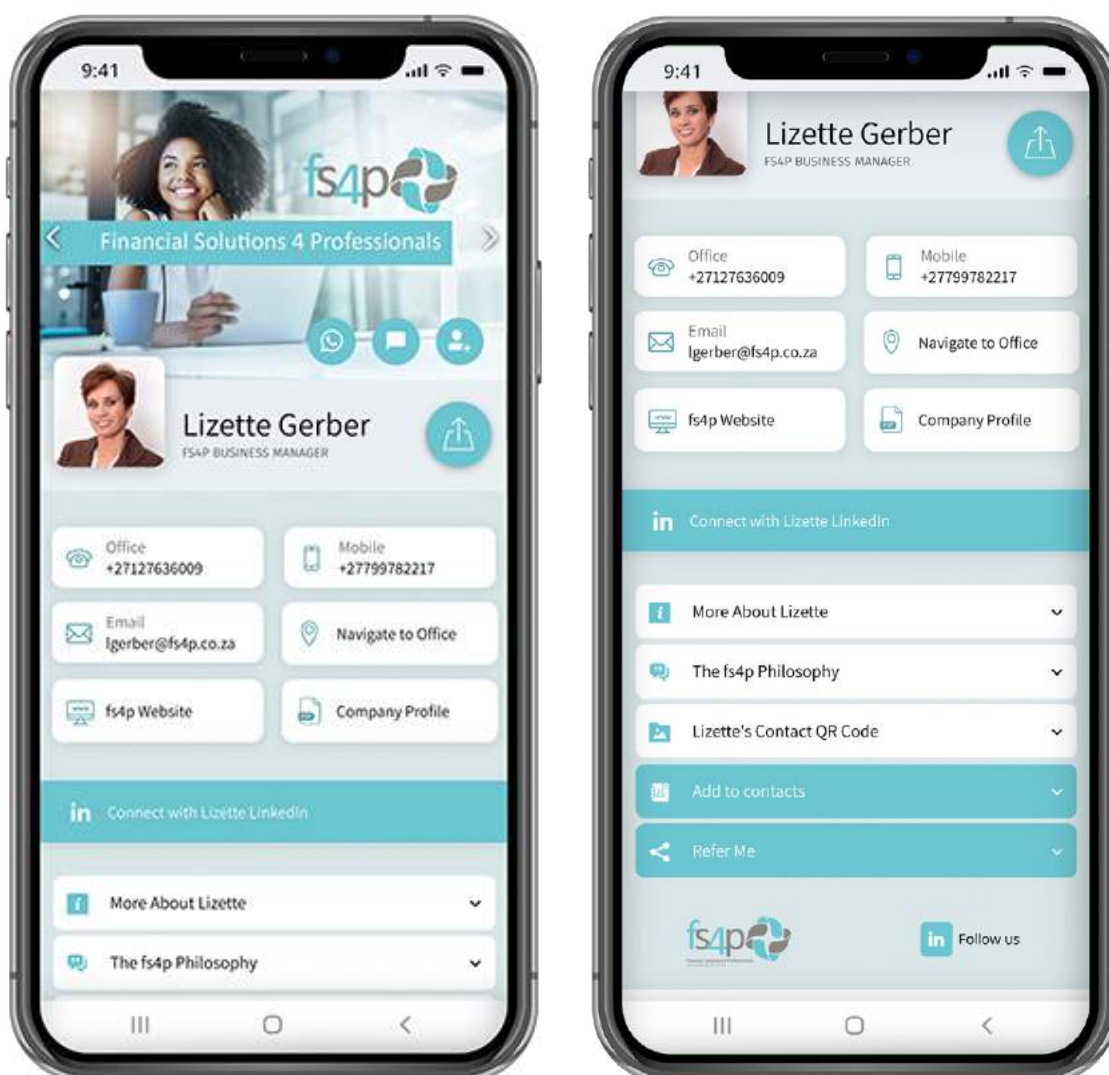 9:41
fs4p
Financial Solutions 4 Professionals
Lizette Gerber
FS4P BUSINESS MANAGER
Office
+27127636009
Mobile
+27799782217
Email
lgerber@fs4p.co.za
Navigate to Office
fs4p Website
Company Profile
in Connect with Lizette LinkedIn
More About Lizette
The fs4p Philosophy
9:41
Lizette Gerber
FS4P BUSINESS MANAGER
Office
+27127636009
Mobile
+27799782217
Email
lgerber@fs4p.co.za
Navigate to Office
fs4p Website
Company Profile
in Connect with Lizette LinkedIn
More About Lizette
The fs4p Philosophy
Lizette's Contact QR Code
Add to contacts
Refer Me
fs4p
in Follow us